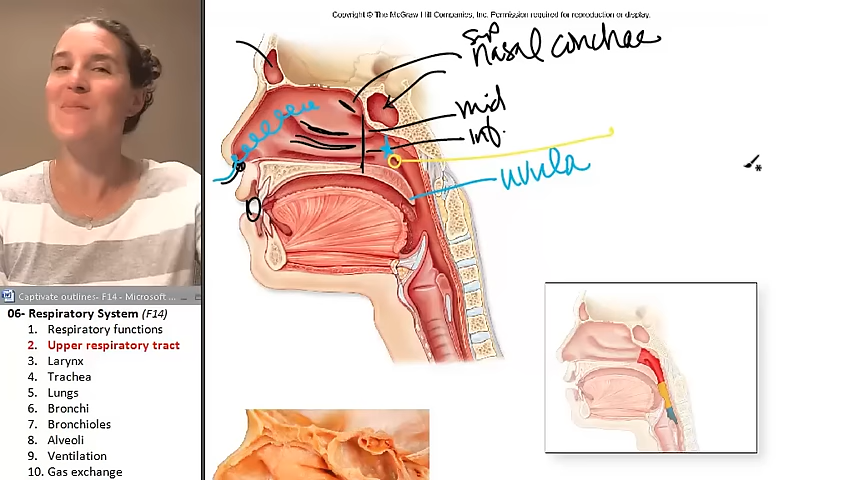 Copyright © The McGraw Hill Companies, Inc. Permission required for reproduction or display.
sup
nasal conchae
mid
inf.
uvula
Captivate outlines- F14 - Microsoft ...
06- Respiratory System (F14)
1. Respiratory functions
2. Upper respiratory tract
3. Larynx
4. Trachea
5. Lungs
6. Bronchi
7. Bronchioles
8. Alveoli
9. Ventilation
10. Gas exchange